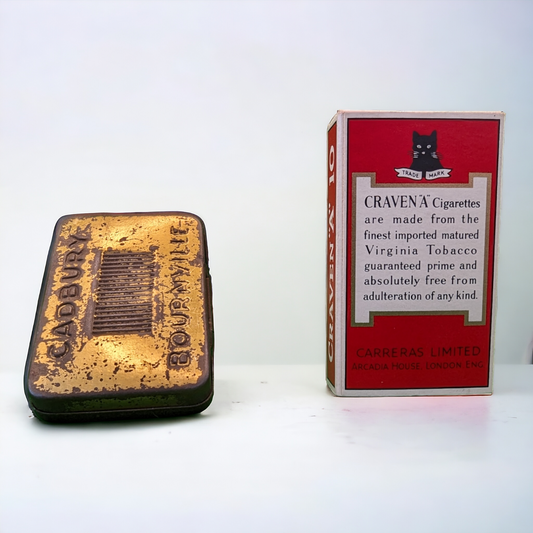 CADBURY
BOURNVILLE
CRAVEN "A" 10
TRADE MARK
CRAVEN "A" Cigarettes
are made from the
finest imported matured
Virginia Tobacco
guaranteed prime and
absolutely free from
adulteration of any kind.
CARRERAS LIMITED
ARCADIA HOUSE, LONDON, ENG.